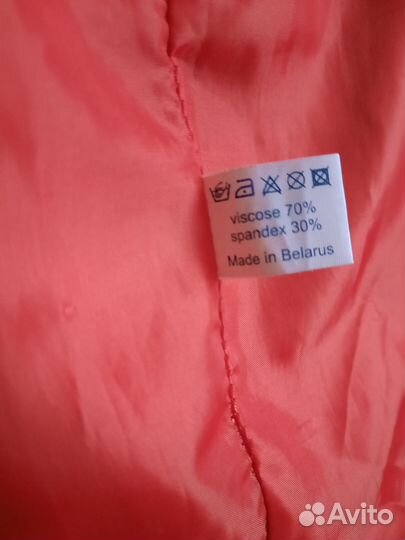 viscose 70%
spandex 30%
Made in Belarus
Avito